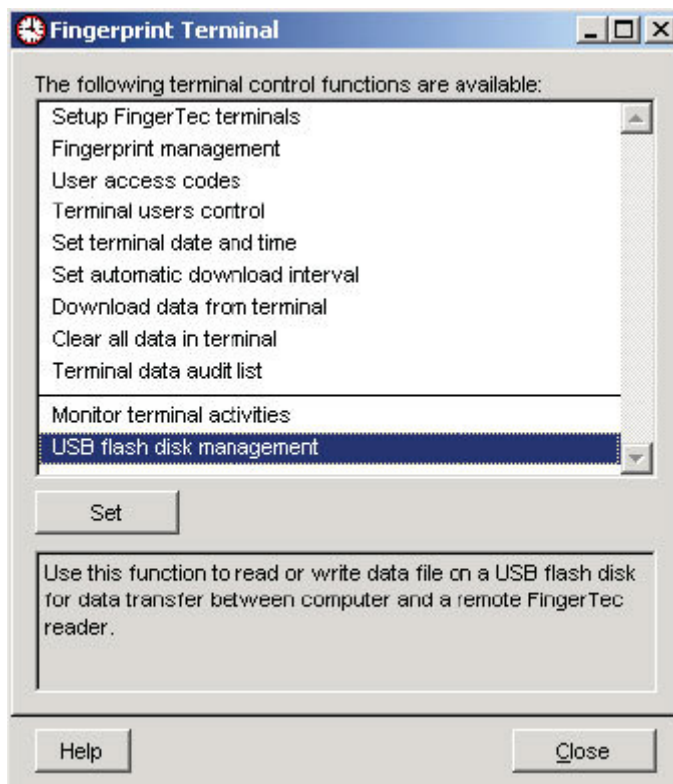 Fingerprint Terminal
The following terminal control functions are available:
Setup FingerTec terminals
Fingerprint management
User access codes
Terminal users control
Set terminal date and time
Set automatic download interval
Download data from terminal
Clear all data in terminal
Terminal data audit list
Monitor terminal activities
USB flash disk management
Set
Use this function to read or write data file on a USB flash disk
for data transfer between computer and a remote FingerTec
reader.
Help
Close